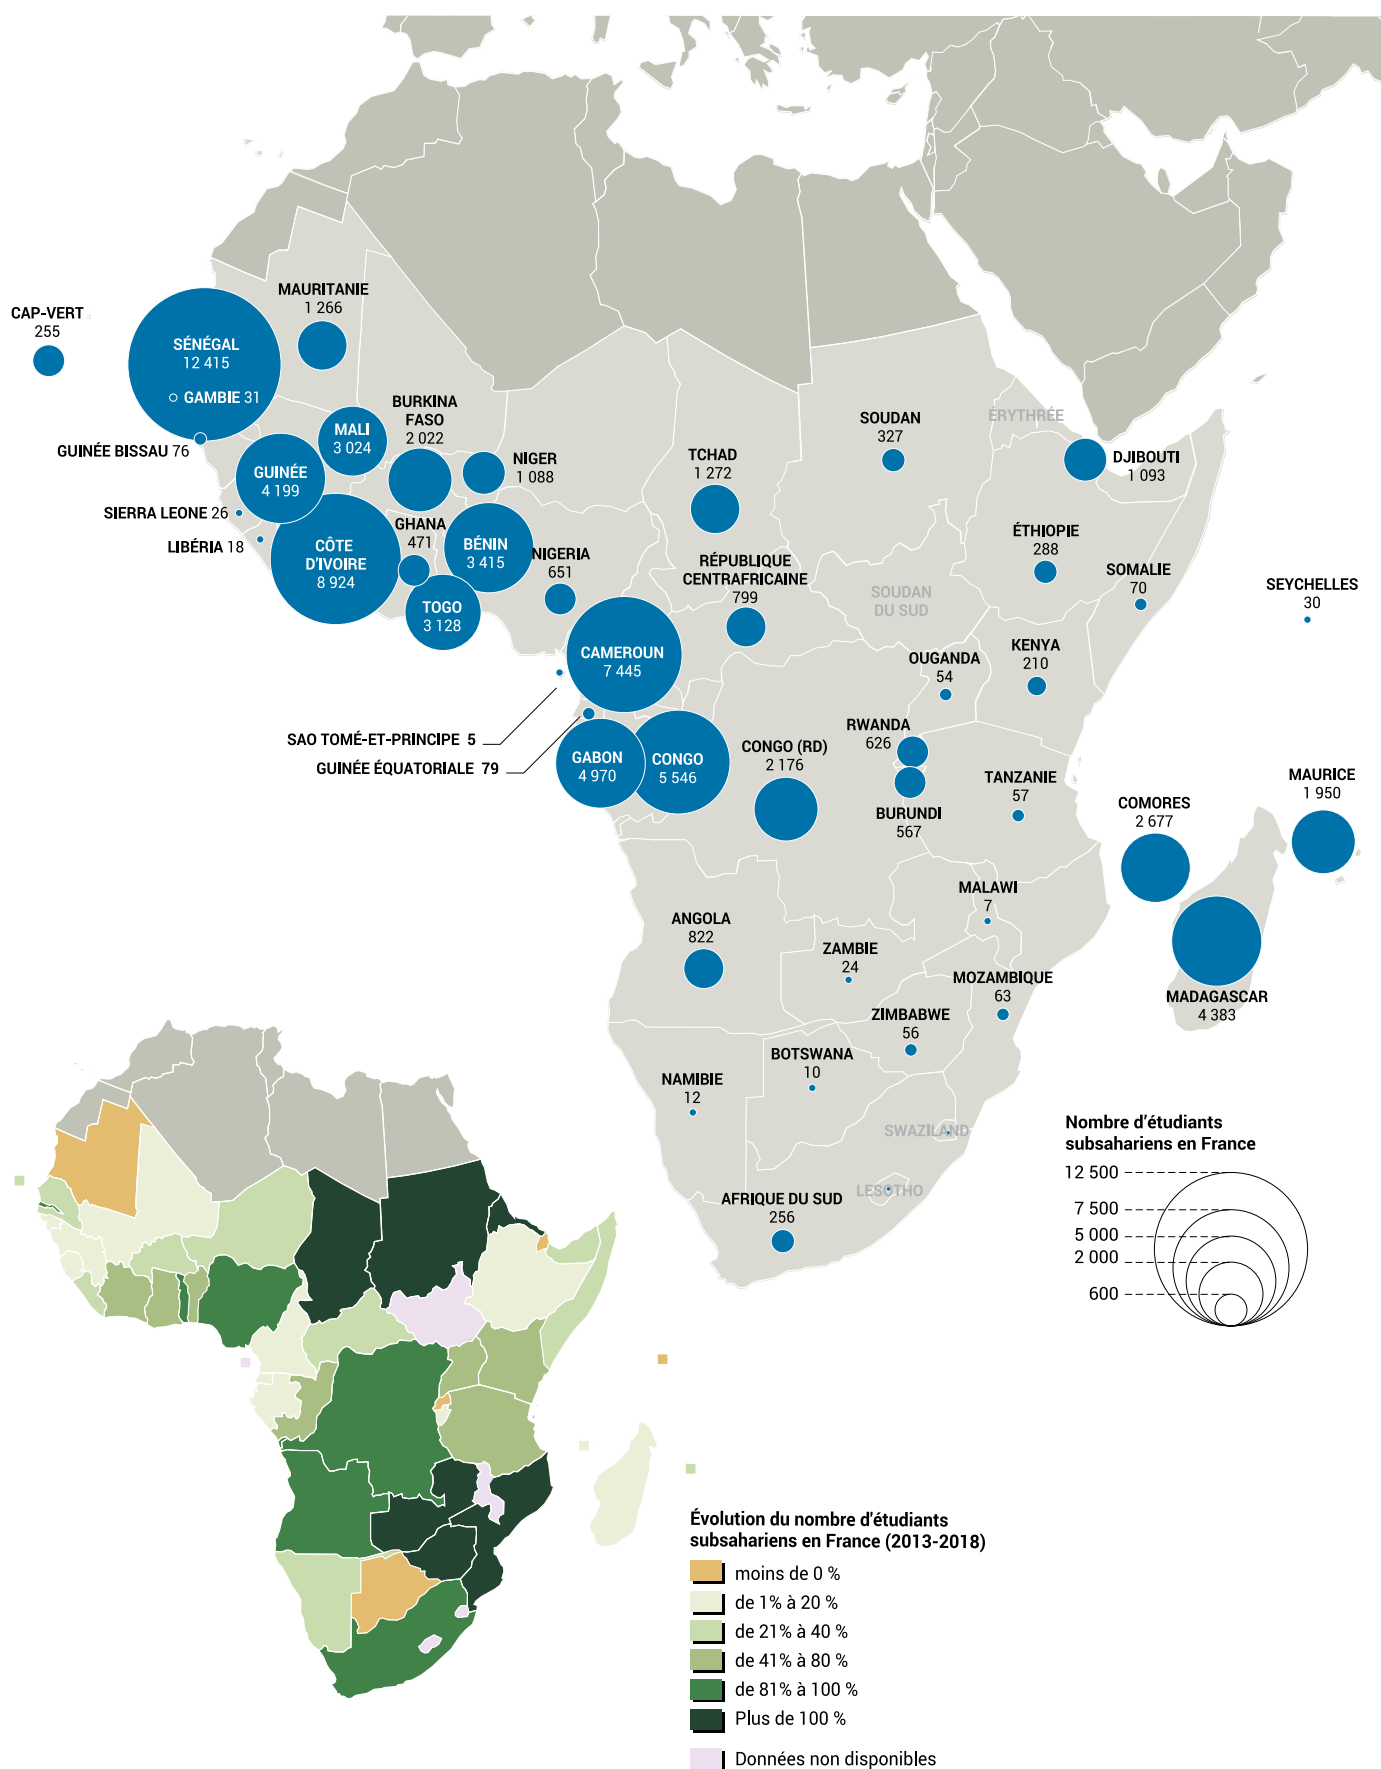 MAURITANIE
1 266
CAP-VERT
255
SÉNÉGAL
12 415
GAMBIE 31
BURKINA
FASO
2 022
MALI
3 024
GUINÉE BISSAU 76
GUINÉE
4 199
NIGER
1 088
TCHAD
1 272
SOUDAN
327
ÉRYTHRÉE
DJIBOUTI
1 093
SIERRA LEONE 26
LIBÉRIA 18
CÔTE
D'IVOIRE
8 924
GHANA
471
BÉNIN
3 415
NIGERIA
651
TOGO
3 128
RÉPUBLIQUE
CENTRAFRICAINE
799
SOUDAN
DU SUD
ÉTHIOPIE
288
SOMALIE
70
SEYCHELLES
30
CAMEROUN
7 445
OUGANDA
54
KENYA
210
SAO TOMÉ-ET-PRINCIPE 5
GUINÉE ÉQUATORIALE 79
GABON
4 970
CONGO
5 546
CONGO (RD)
2 176
RWANDA
626
BURUNDI
567
TANZANIE
57
COMORES
2 677
MAURICE
1 950
MALAWI
7
ANGOLA
822
ZAMBIE
24
MOZAMBIQUE
63
MADAGASCAR
4 383
ZIMBABWE
56
BOTSWANA
10
NAMIBIE
12
SWAZILAND
LESOTHO
AFRIQUE DU SUD
256
Nombre d'étudiants
subsahariens en France
12 500
7 500
5 000
2 000
600
Évolution du nombre d'étudiants
subsahariens en France (2013-2018)
moins de 0 %
de 1% à 20 %
de 21% à 40 %
de 41% à 80 %
de 81% à 100 %
Plus de 100 %
Données non disponibles